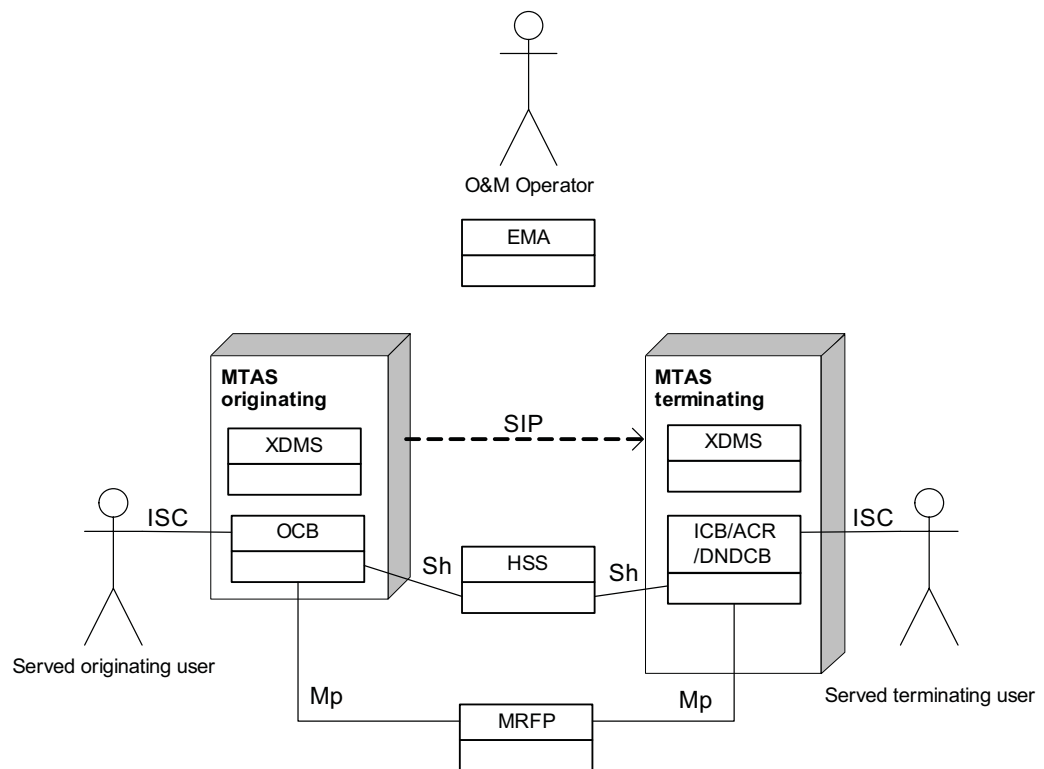 O&M Operator
EMA
MTAS
originating
MTAS
terminating
SIP
XDMS
XDMS
ISC
OCB
ICB/ACR
/DNDCB
ISC
Sh
HSS
Sh
Served originating user
Served terminating user
Mp
MRFP
Mp